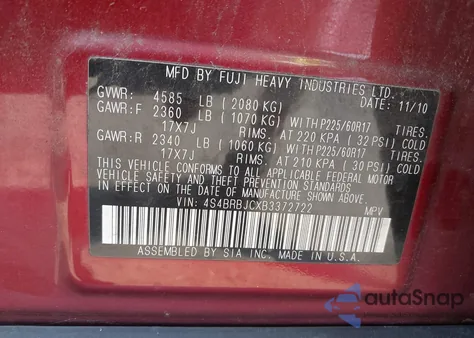 MFD BY FUJI HEAVY INDUSTRIES LTD.
GVWR: 4585 LB (2080 KG) DATE: 11/10
GAWR:F 2360 LB (1070 KG) WITH P225/60R17 TIRES.
17X7J RIMS. AT 220 KPA (32 PSI) COLD
GAWR:R 2340 LB (1060 KG) WITH P225/60R17 TIRES.
17X7J RIMS. AT 210 KPA (30 PSI) COLD
THIS VEHICLE CONFORMS TO ALL APPLICABLE FEDERAL MOTOR
VEHICLE SAFETY STANDARDS IN EFFECT ON
THE DATE OF MANUFACTURE SHOWN ABOVE.
VIN: 4S4BRBJCXB3372722 MPV
ASSEMBLED BY SIA INC. IN U.S.A.
autoSnap